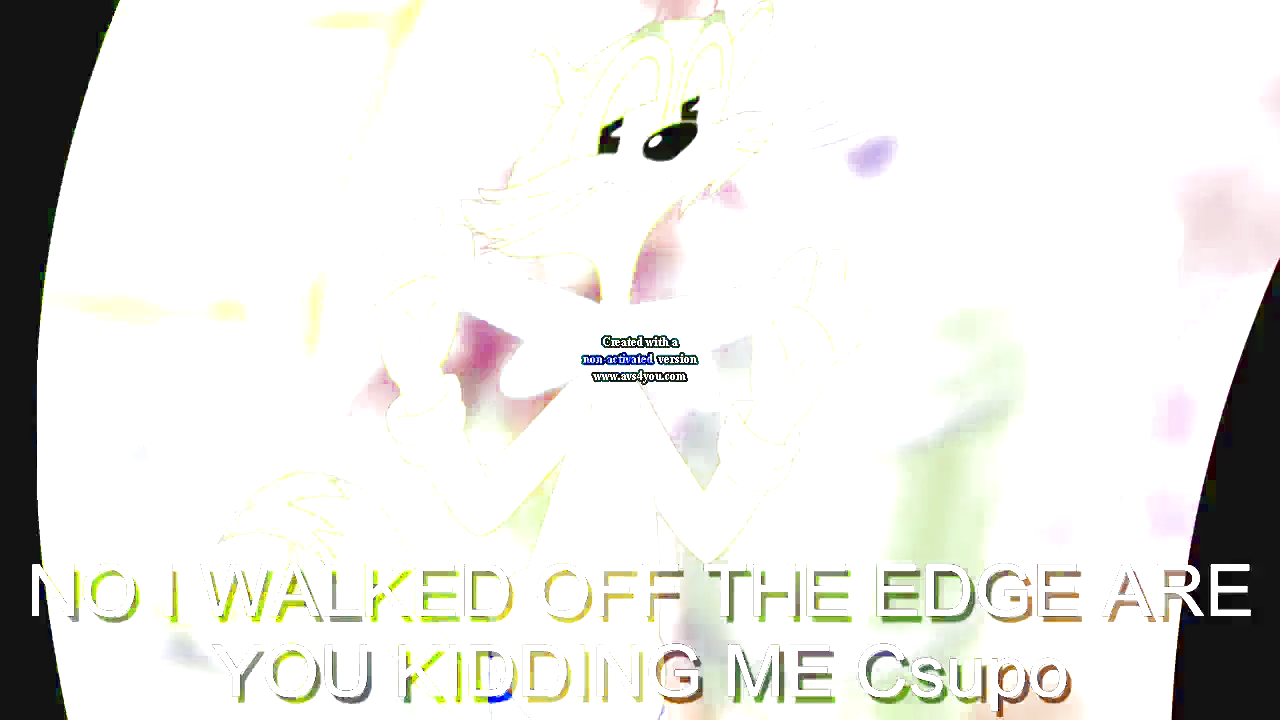 Created with a
non-activated version
www.avs4you.com
NO I WALKED OFF THE EDGE ARE
YOU KIDDING ME Csupo